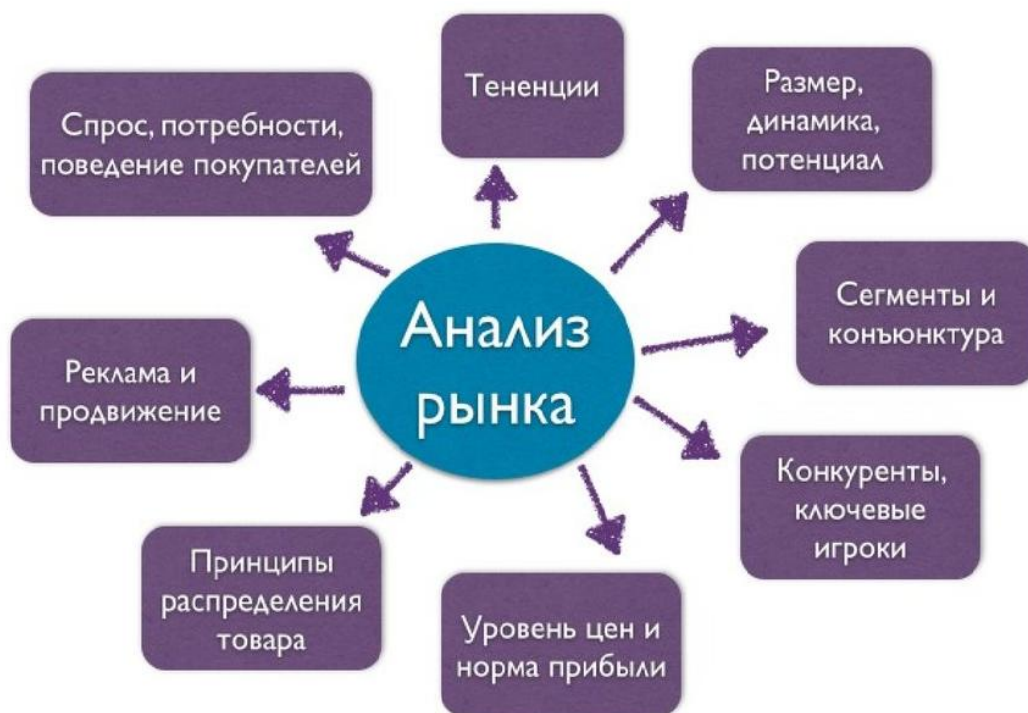 Тененции
Размер,
динамика,
потенциал
Спрос, потребности,
поведение покупателей
Сегменты и
конъюнктура
Анализ
рынка
Реклама и
продвижение
Конкуренты,
ключевые
игроки
Принципы
распределения
товара
Уровень цен и
норма прибыли